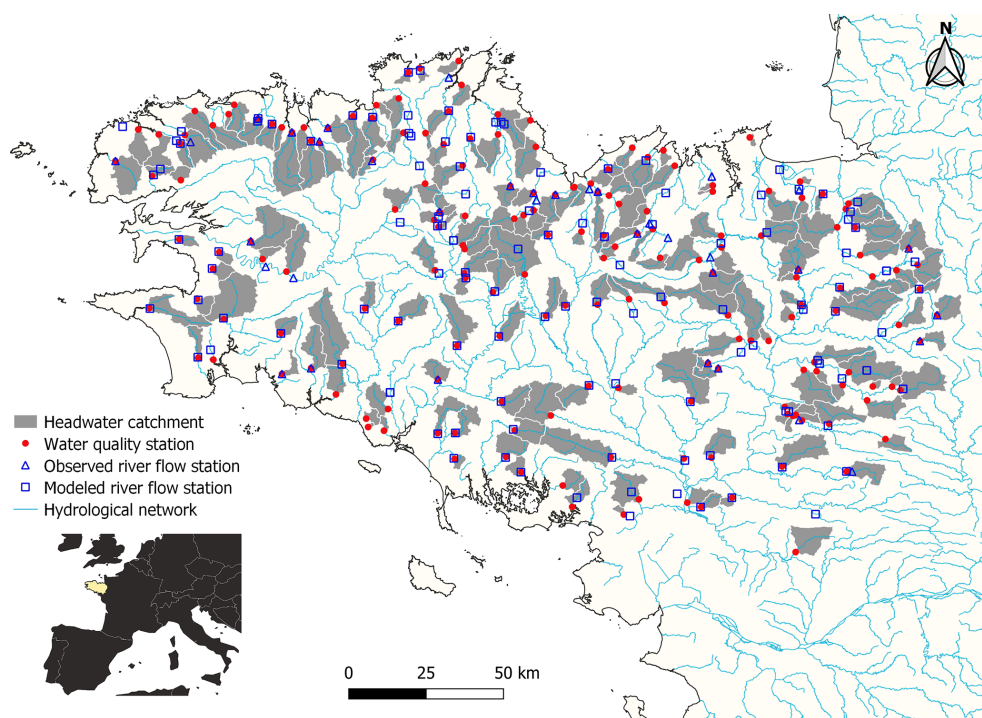 N
Headwater catchment
Water quality station
Observed river flow station
Modeled river flow station
Hydrological network
0 25 50 km